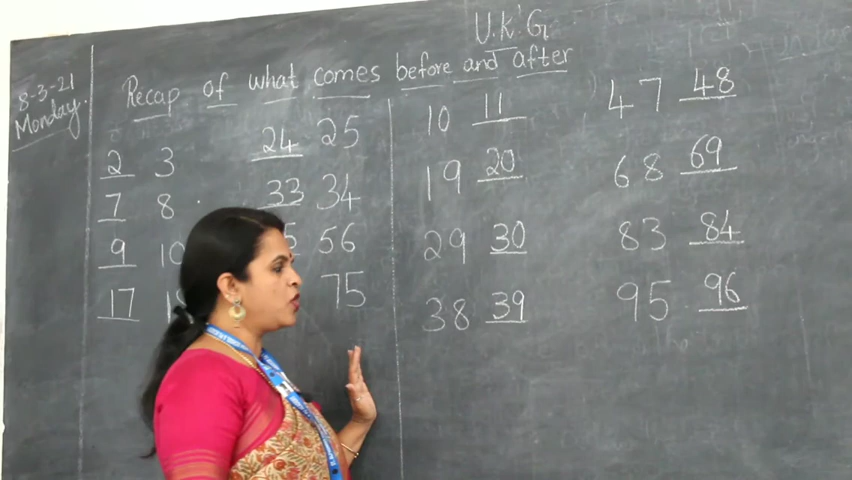 U.K.G
8-3-21
Monday.
Recap of what comes before and after
2 3 24 25 10 11 47 48
7 8 33 34 19 20 68 69
9 10 5 56 29 30 83 84
17 18 75 38 39 95 96